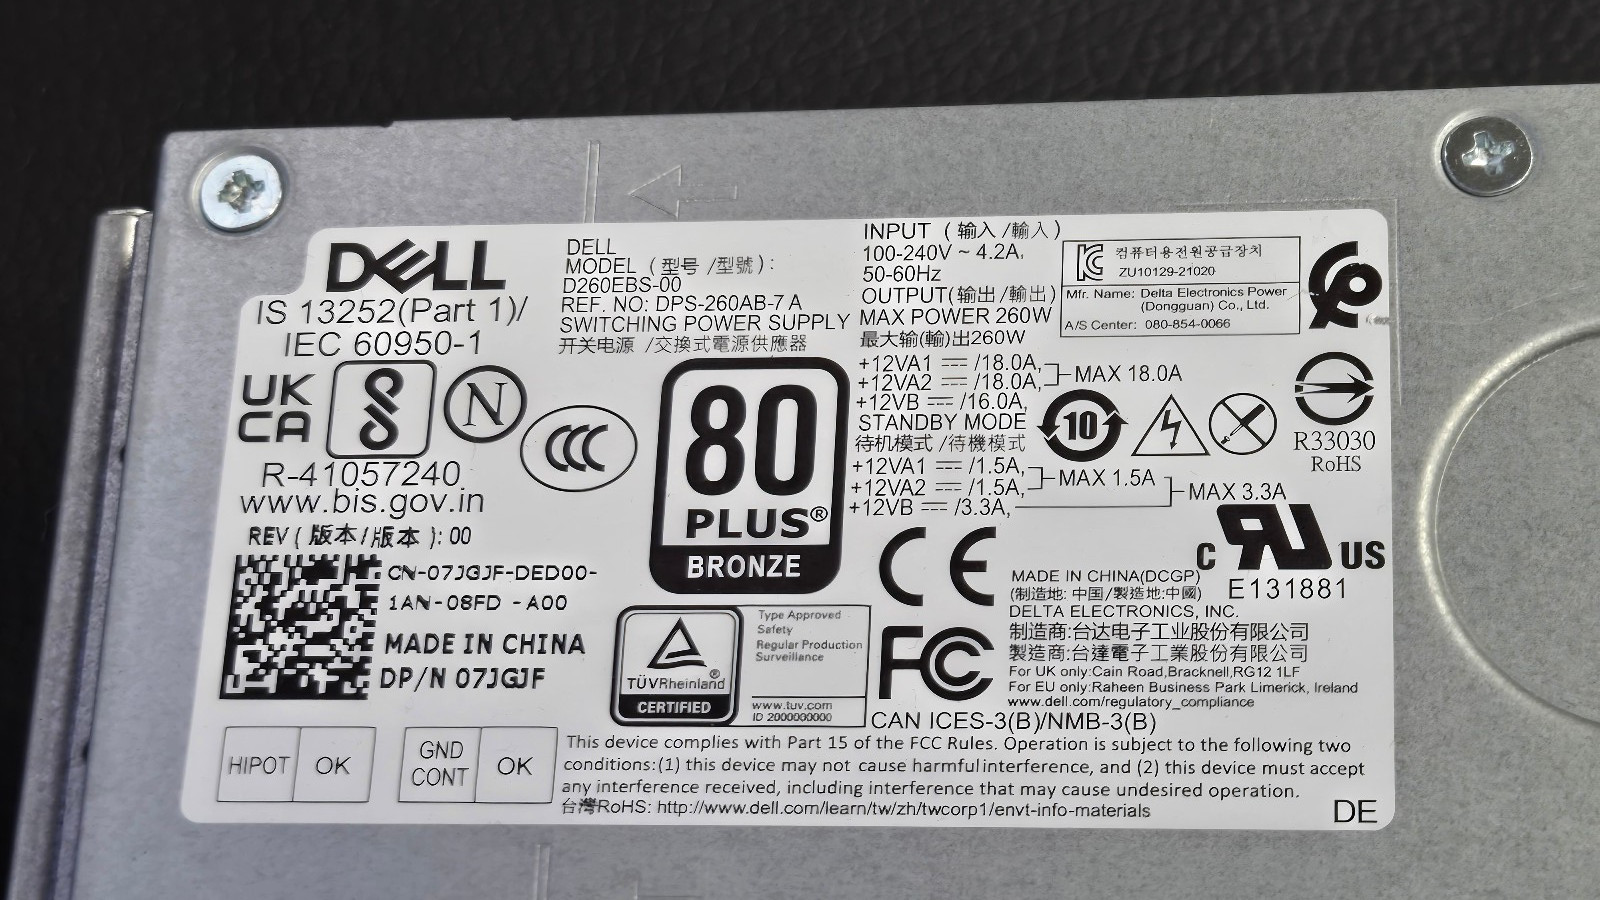 DELL
IS 13252(Part 1)/
IEC 60950-1
UK
CA
N
CCC
R-41057240
www.bis.gov.in
REV (版本/版本): 00
CN-07JGJF-DED00-
1AN-08FD -A00
MADE IN CHINA
DP/N 07JGJF
HIPOT
OK
GND
CONT
OK
DELL
MODEL (型号/型號):
D260EBS-00
REF. NO: DPS-260AB-7 A
SWITCHING POWER SUPPLY
开关电源 /交換式電源供應器
80
PLUS®
BRONZE
TÜVRheinland®
CERTIFIED
Type Approved
Safety
Regular Production
Surveillance
www.tuv.com
ID 2000000000
INPUT (输入/輸入)
100-240V ~ 4.2A,
50-60Hz
OUTPUT(输出/輸出)
MAX POWER 260W
最大输(輸)出260W
+12VA1 ⎓ /18.0A,
+12VA2 ⎓ /18.0A,
MAX 18.0A
+12VB ⎓ /16.0A,
STANDBY MODE
待机模式 /待機模式
+12VA1 ⎓ /1.5A,
+12VA2 ⎓ /1.5A,
MAX 1.5A
+12VB ⎓ /3.3A,
MAX 3.3A
컴퓨터용전원공급장치
ZU10129-21020
Mfr. Name: Delta Electronics Power
(Dongguan) Co., Ltd.
A/S Center: 080-854-0066
10
R33030
RoHS
CE
FC
c RU US
E131881
MADE IN CHINA(DCGP)
(制造地: 中国/製造地:中國)
DELTA ELECTRONICS, INC.
制造商:台达电子工业股份有限公司
製造商:台達電子工業股份有限公司
For UK only:Cain Road,Bracknell,RG12 1LF
For EU only:Raheen Business Park Limerick, Ireland
www.dell.com/regulatory_compliance
CAN ICES-3(B)/NMB-3(B)
This device complies with Part 15 of the FCC Rules. Operation is subject to the following two
conditions:(1) this device may not cause harmful interference, and (2) this device must accept
any interference received, including interference that may cause undesired operation.
台灣RoHS: http://www.dell.com/learn/tw/zh/twcorp1/envt-info-materials
DE